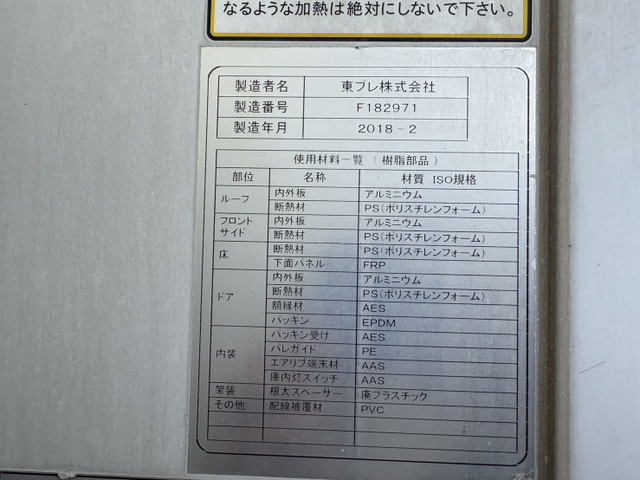 なるような加熱は絶対にしないで下さい。
製造者名 東プレ株式会社
製造番号 F182971
製造年月 2018-2
使用材料一覧（樹脂部品）
部位 名称 材質 ISO規格
ルーフ 内外板 アルミニウム
断熱材 PS(ポリスチレンフォーム)
フロントサイド 内外板 アルミニウム
断熱材 PS(ポリスチレンフォーム)
床 断熱材 PS(ポリスチレンフォーム)
下面パネル FRP
ドア 内外板 アルミニウム
断熱材 PS(ポリスチレンフォーム)
額縁材 AES
パッキン EPDM
内装 パッキン受け AES
パレガイド PE
エアリブ端末材 AAS
庫内灯スイッチ AAS
架装 根太スペーサー 廃プラスチック
その他 配線被覆材 PVC